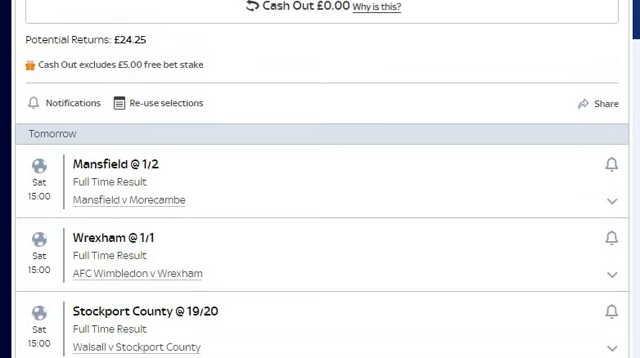 Cash Out £0.00 Why is this?
Potential Returns: £24.25
Cash Out excludes £5.00 free bet stake
Notifications Re-use selections Share
Tomorrow
Mansfield @ 1/2
Sat 15:00
Full Time Result
Mansfield v Morecambe
Wrexham @ 1/1
Sat 15:00
Full Time Result
AFC Wimbledon v Wrexham
Stockport County @ 19/20
Sat 15:00
Full Time Result
Walsall v Stockport County